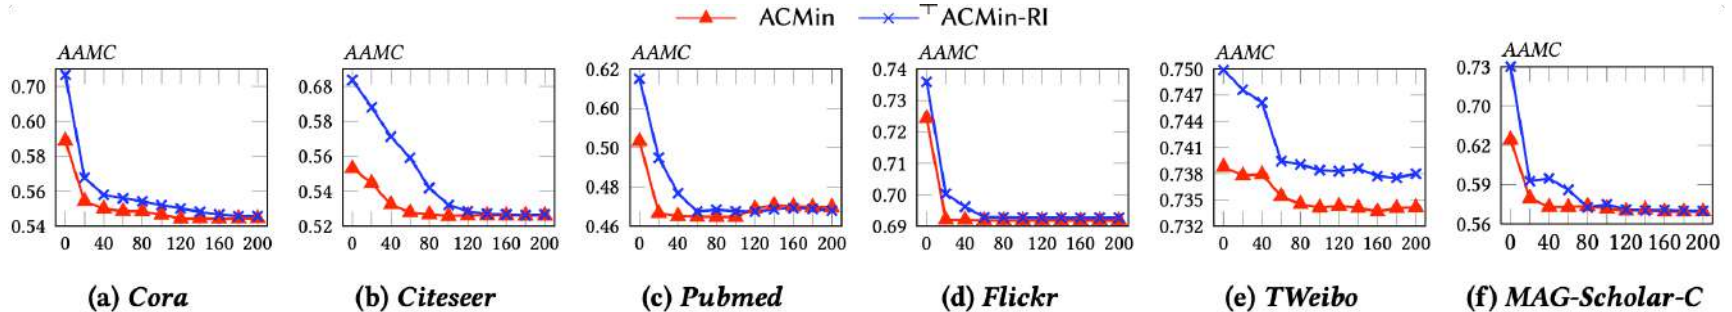 ACMin ACMin-RI
AAMC
0.70
0.60
0.58
0.56
0.54
0 40 80 120 160 200
(a) Cora
AAMC
0.68
0.58
0.56
0.54
0.52
0 40 80 120 160 200
(b) Citeseer
AAMC
0.62
0.60
0.50
0.48
0.46
0 40 80 120 160 200
(c) Pubmed
AAMC
0.74
0.73
0.72
0.71
0.70
0.69
0 40 80 120 160 200
(d) Flickr
AAMC
0.750
0.747
0.744
0.741
0.738
0.735
0.732
0 40 80 120 160 200
(e) TWeibo
AAMC
0.73
0.70
0.62
0.59
0.56
0 40 80 120 160 200
(f) MAG-Scholar-C